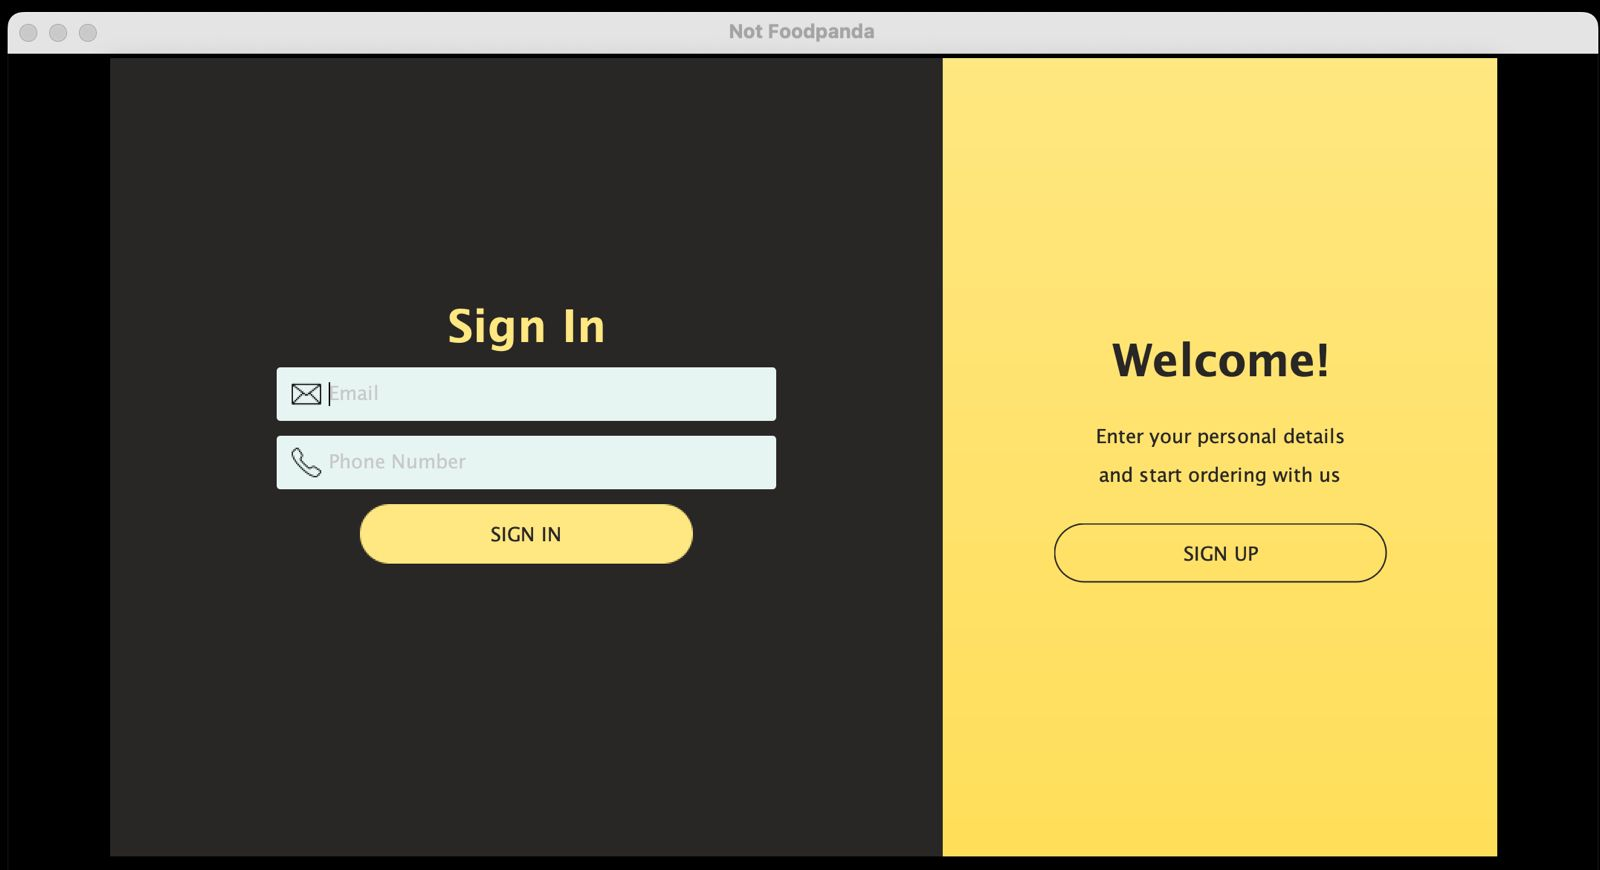 Not Foodpanda
Sign In
Email
Phone Number
SIGN IN
Welcome!
Enter your personal details
and start ordering with us
SIGN UP